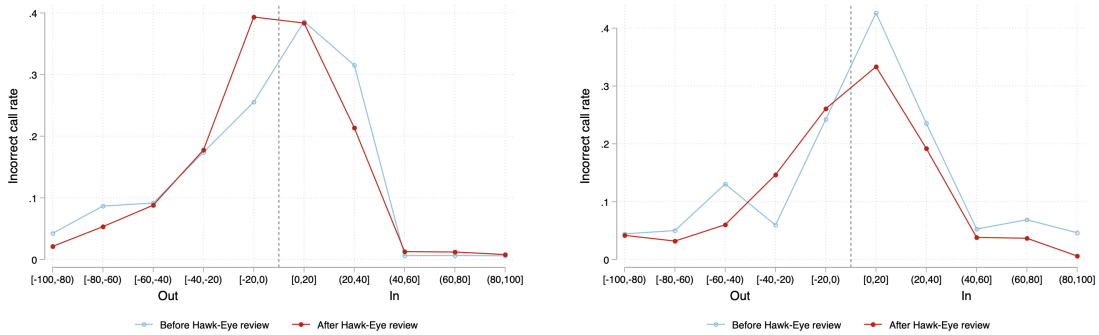 .4
.3
.2
.1
0
Incorrect call rate
[-100,-80) [-80,-60) [-60,-40) [-40,-20) [-20,0) [0,20] (20,40] (40,60] (60,80] (80,100]
Out In
Before Hawk-Eye review After Hawk-Eye review
.4
.3
.2
.1
0
Incorrect call rate
[-100,-80) [-80,-60) [-60,-40) [-40,-20) [-20,0) [0,20] (20,40] (40,60] (60,80] (80,100]
Out In
Before Hawk-Eye review After Hawk-Eye review